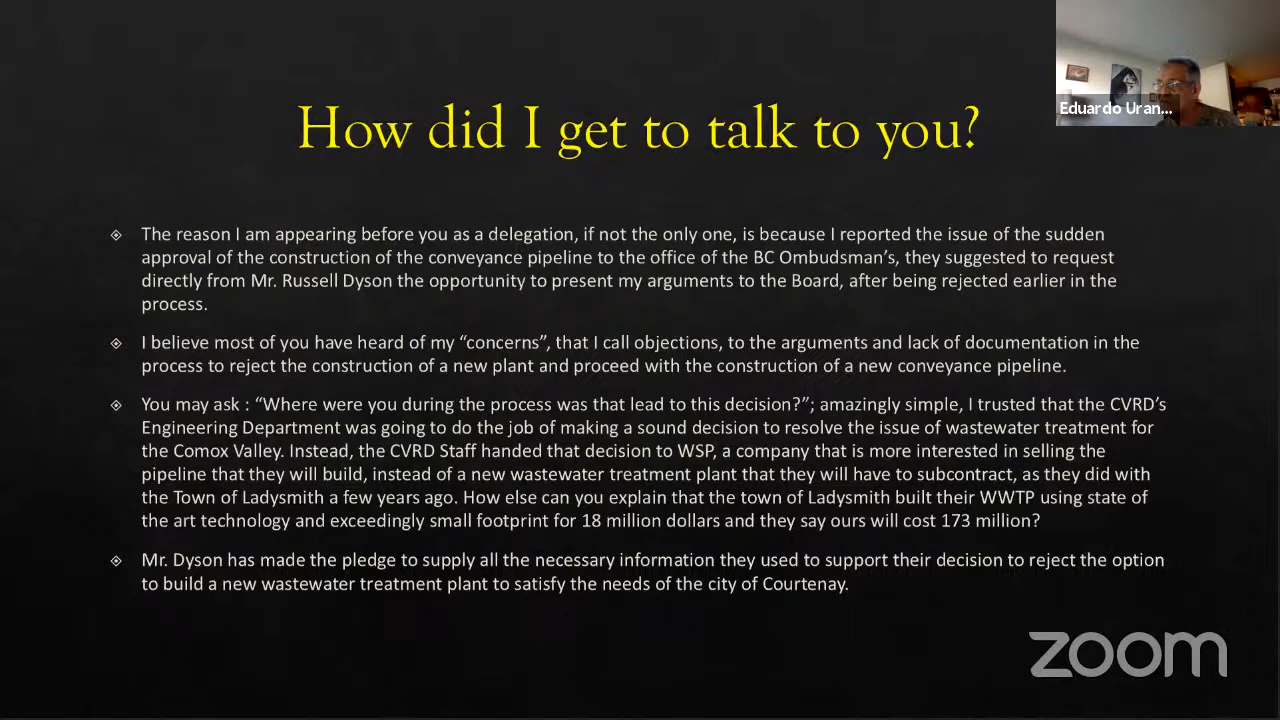 Eduardo Uran...
How did I get to talk to you?
The reason I am appearing before you as a delegation, if not the only one, is because I reported the issue of the sudden
approval of the construction of the conveyance pipeline to the office of the BC Ombudsman's, they suggested to request
directly from Mr. Russell Dyson the opportunity to present my arguments to the Board, after being rejected earlier in the
process.
I believe most of you have heard of my “concerns”, that I call objections, to the arguments and lack of documentation in the
process to reject the construction of a new plant and proceed with the construction of a new conveyance pipeline.
You may ask : “Where were you during the process was that lead to this decision?”; amazingly simple, I trusted that the CVRD’s
Engineering Department was going to do the job of making a sound decision to resolve the issue of wastewater treatment for
the Comox Valley. Instead, the CVRD Staff handed that decision to WSP, a company that is more interested in selling the
pipeline that they will build, instead of a new wastewater treatment plant that they will have to subcontract, as they did with
the Town of Ladysmith a few years ago. How else can you explain that the town of Ladysmith built their WWTP using state of
the art technology and exceedingly small footprint for 18 million dollars and they say ours will cost 173 million?
Mr. Dyson has made the pledge to supply all the necessary information they used to support their decision to reject the option
to build a new wastewater treatment plant to satisfy the needs of the city of Courtenay.
zoom